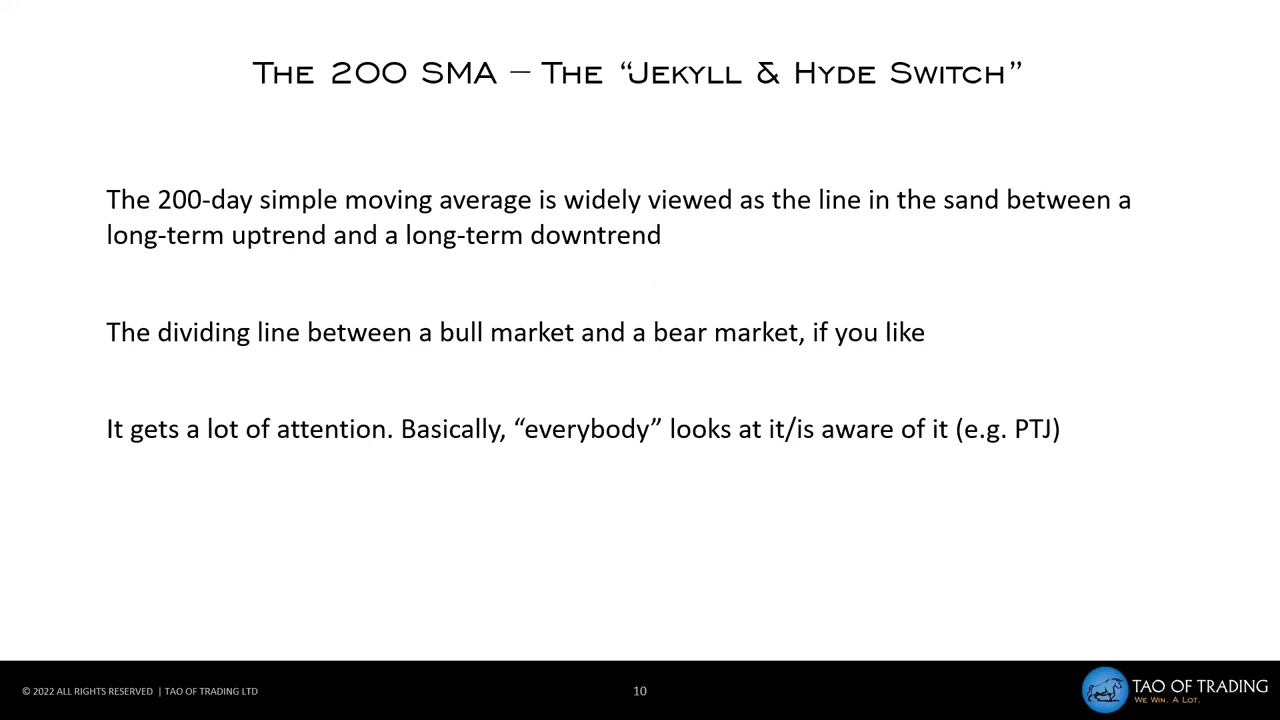 The 200 SMA – The “Jekyll & Hyde Switch”
The 200-day simple moving average is widely viewed as the line in the sand between a
long-term uptrend and a long-term downtrend
The dividing line between a bull market and a bear market, if you like
It gets a lot of attention. Basically, “everybody” looks at it/is aware of it (e.g. PTJ)
© 2022 ALL RIGHTS RESERVED | TAO OF TRADING LTD
10
TAO OF TRADING
We Win. A Lot.